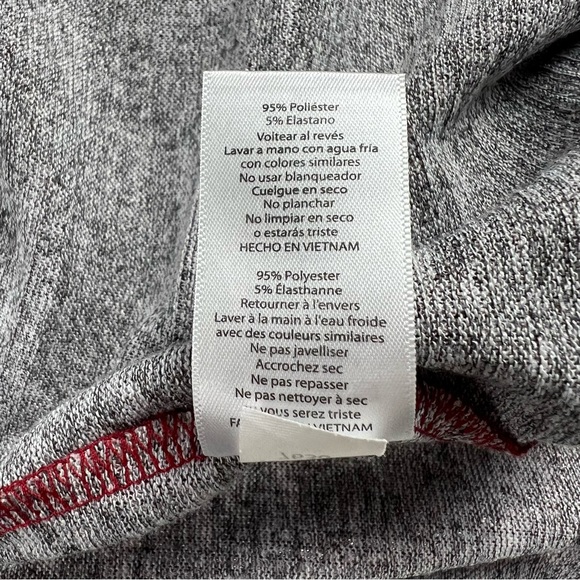 95% Poliéster
5% Elastano
Voltear al revés
Lavar a mano con agua fría
con colores similares
No usar blanqueador
Cuelgue en seco
No planchar
No limpiar en seco
o estarás triste
HECHO EN VIETNAM
95% Polyester
5% Élasthanne
Retourner à l'envers
Laver à la main à l'eau froide
avec des couleurs similaires
Ne pas javelliser
Accrochez sec
Ne pas repasser
Ne pas nettoyer à sec
vous serez triste
VIETNAM